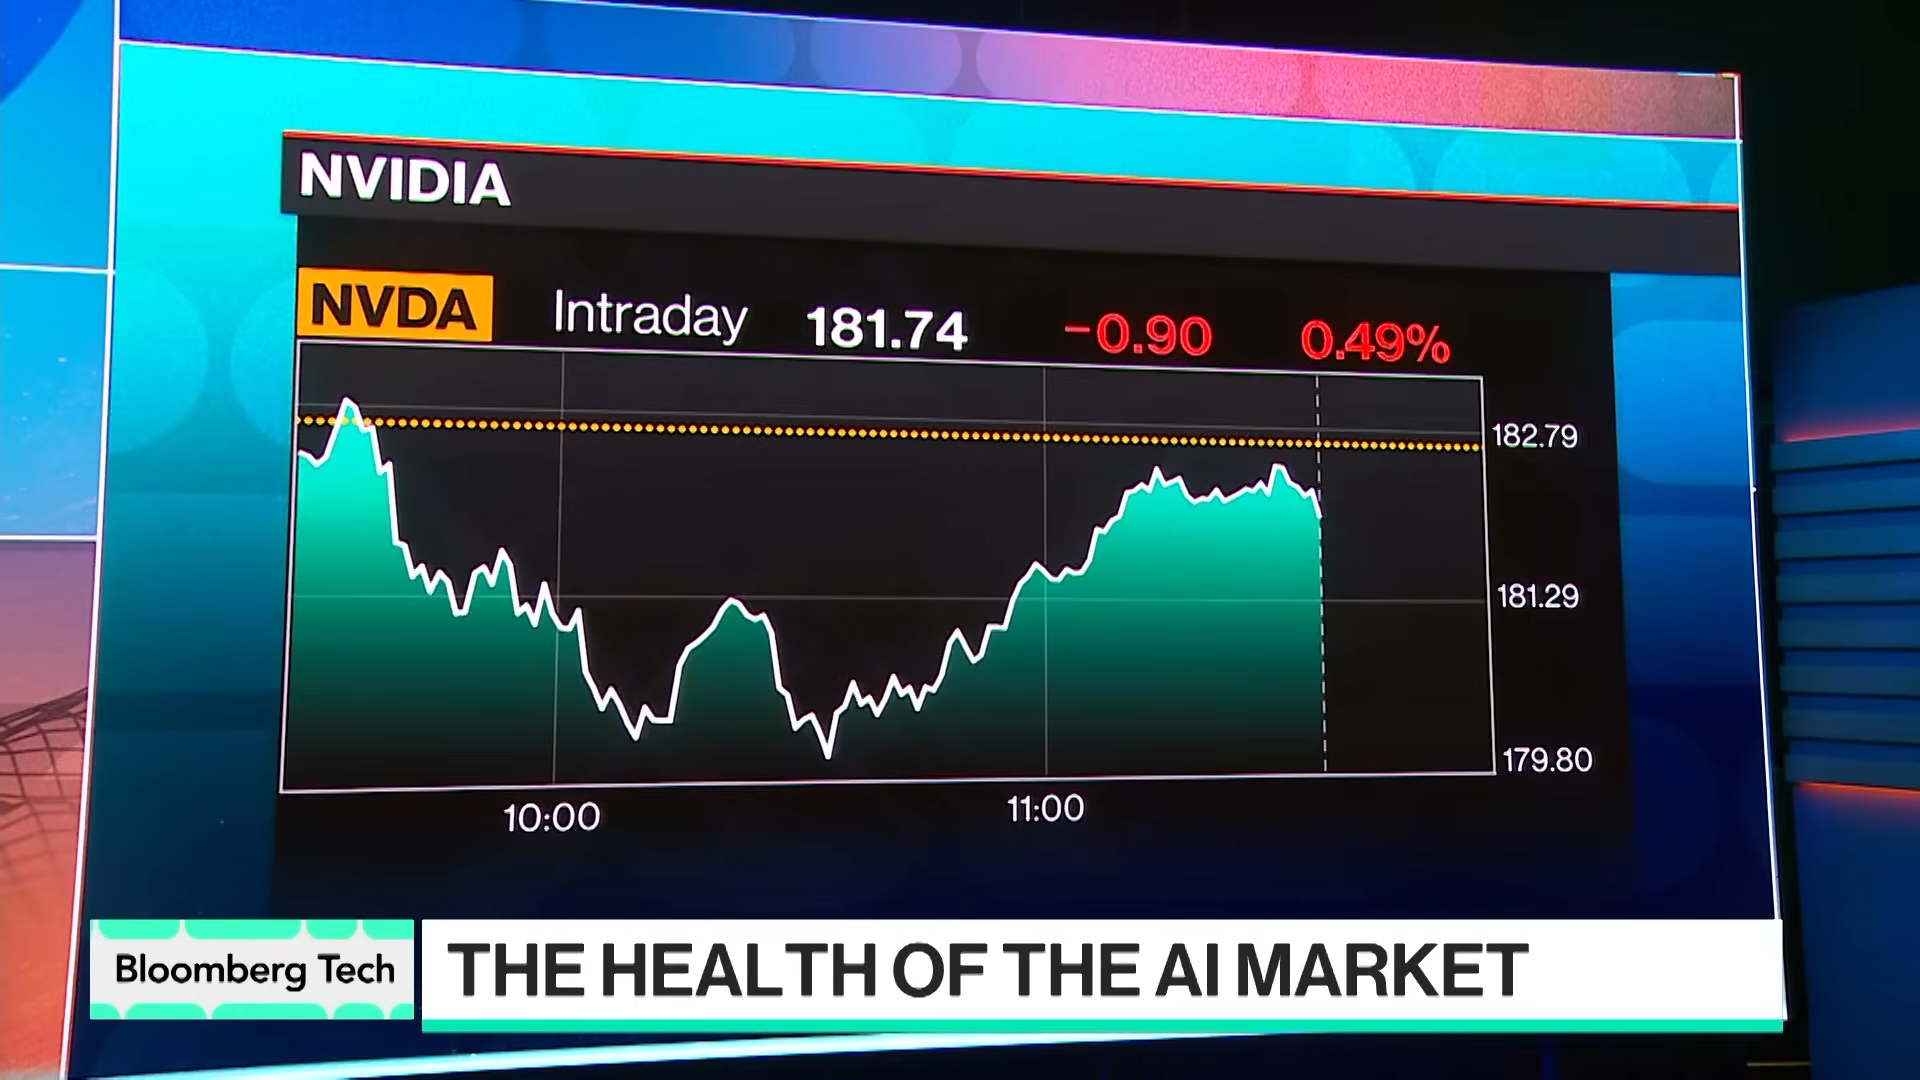 NVIDIA
NVDA Intraday 181.74 -0.90 0.49%
182.79
181.29
179.80
10:00 11:00
Bloomberg Tech
THE HEALTH OF THE AI MARKET